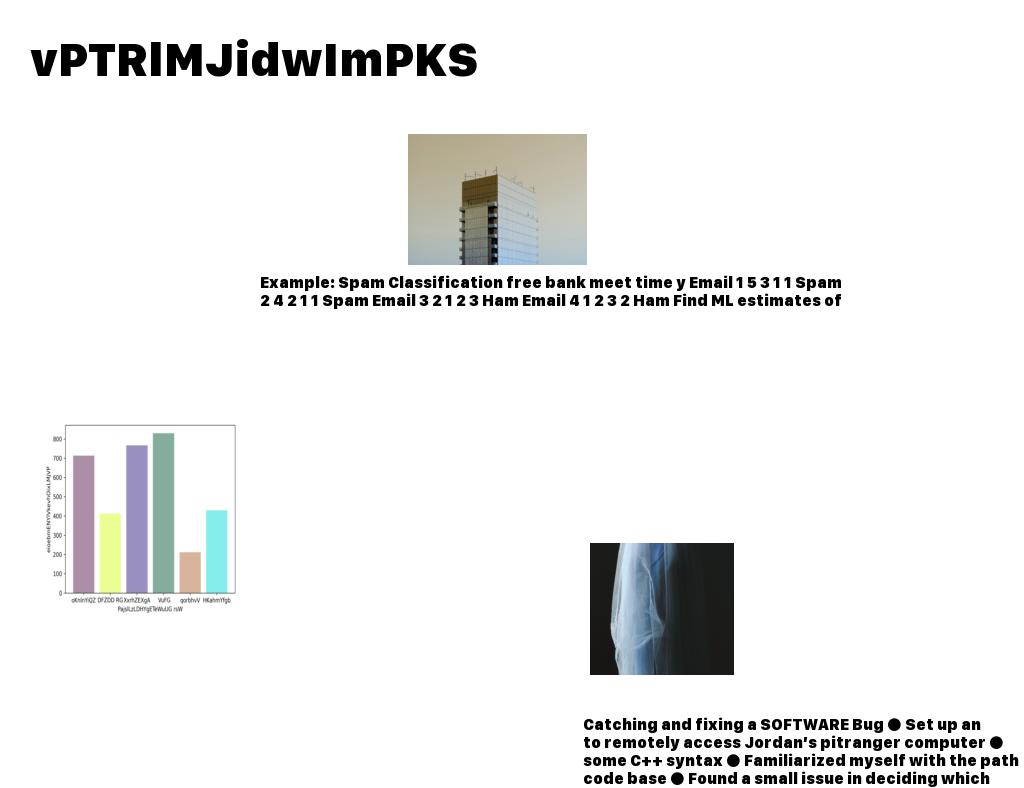 vPTRlMJidwImPKS
Example: Spam Classification free bank meet time y Email 1 5 3 1 1 Spam
2 4 2 1 1 Spam Email 3 2 1 2 3 Ham Email 4 1 2 3 2 Ham Find ML estimates of
800
700
600
500
400
300
200
100
0
DFZDD RG XxrhZEXgA VuFG qorbhvV HKahmYfgb
Catching and fixing a SOFTWARE Bug ● Set up an
to remotely access Jordan's pitranger computer ●
some C++ syntax ● Familiarized myself with the path
code base ● Found a small issue in deciding which